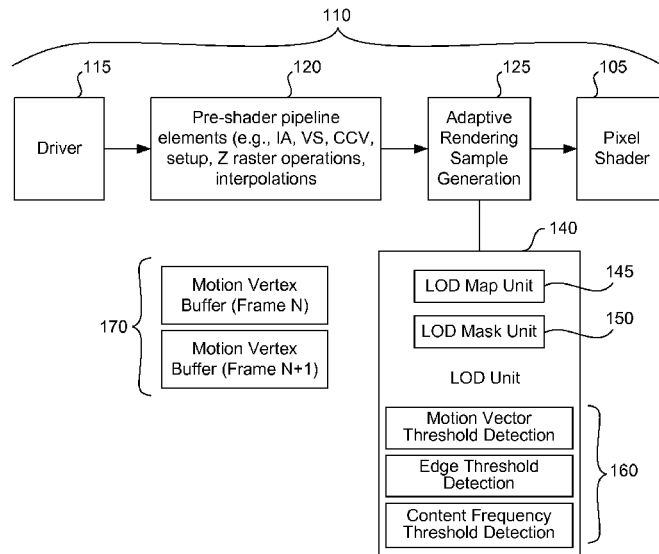 110
115
120
125
105
Driver
Pre-shader pipeline
elements (e.g., IA, VS, CCV,
setup, Z raster operations,
interpolations
Adaptive
Rendering
Sample
Generation
Pixel
Shader
140
LOD Map Unit
145
LOD Mask Unit
150
LOD Unit
170
Motion Vertex
Buffer (Frame N)
Motion Vertex
Buffer (Frame N+1)
Motion Vector
Threshold Detection
Edge Threshold
Detection
Content Frequency
Threshold Detection
160